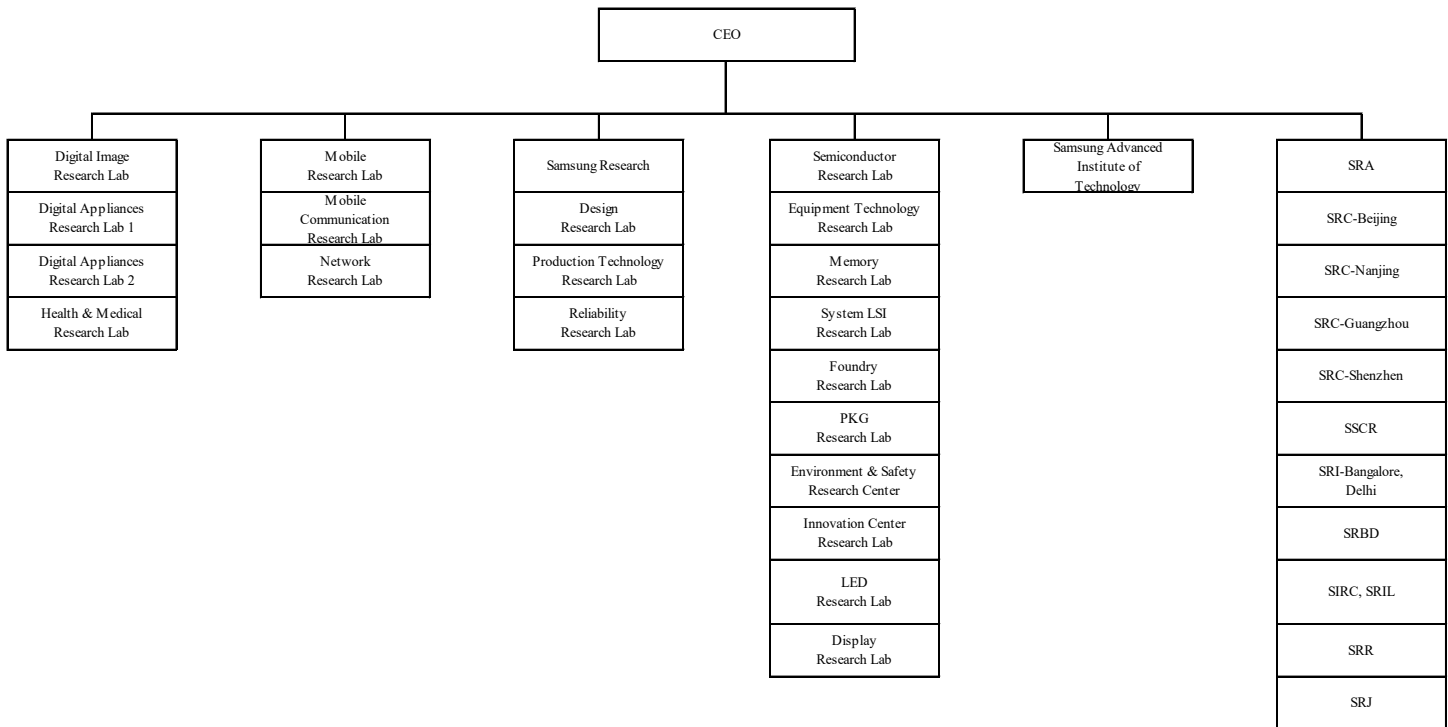 CEO
Digital Image
Research Lab
Digital Appliances
Research Lab 1
Digital Appliances
Research Lab 2
Health & Medical
Research Lab
Mobile
Research Lab
Mobile
Communication
Research Lab
Network
Research Lab
Samsung Research
Design
Research Lab
Production Technology
Research Lab
Reliability
Research Lab
Semiconductor
Research Lab
Equipment Technology
Research Lab
Memory
Research Lab
System LSI
Research Lab
Foundry
Research Lab
PKG
Research Lab
Environment & Safety
Research Center
Innovation Center
Research Lab
LED
Research Lab
Display
Research Lab
Samsung Advanced
Institute of
Technology
SRA
SRC-Beijing
SRC-Nanjing
SRC-Guangzhou
SRC-Shenzhen
SSCR
SRI-Bangalore,
Delhi
SRBD
SIRC, SRIL
SRR
SRJ